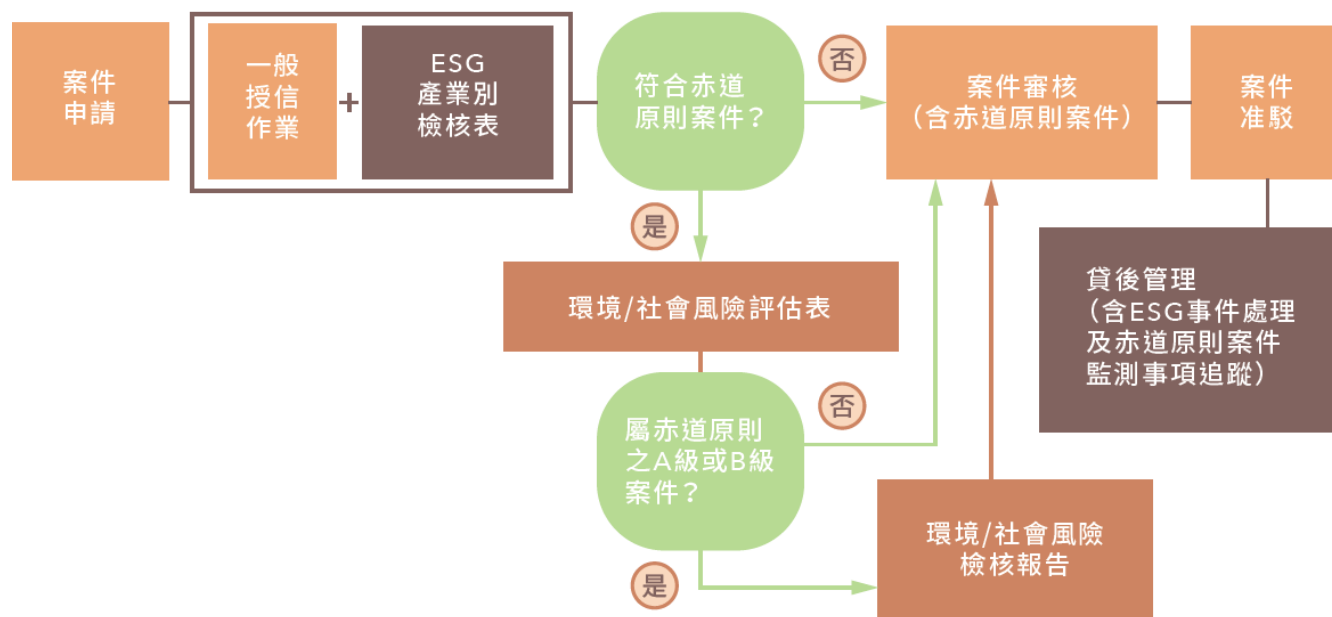 案件
申請
一般
授信
作業
+
ESG
產業別
檢核表
符合赤道
原則案件？
否
案件審核
（含赤道原則案件）
案件
准駁
是
環境/社會風險評估表
貸後管理
（含ESG事件處理
及赤道原則案件
監測事項追蹤）
屬赤道原則
之A級或B級
案件？
否
是
環境/社會風險
檢核報告